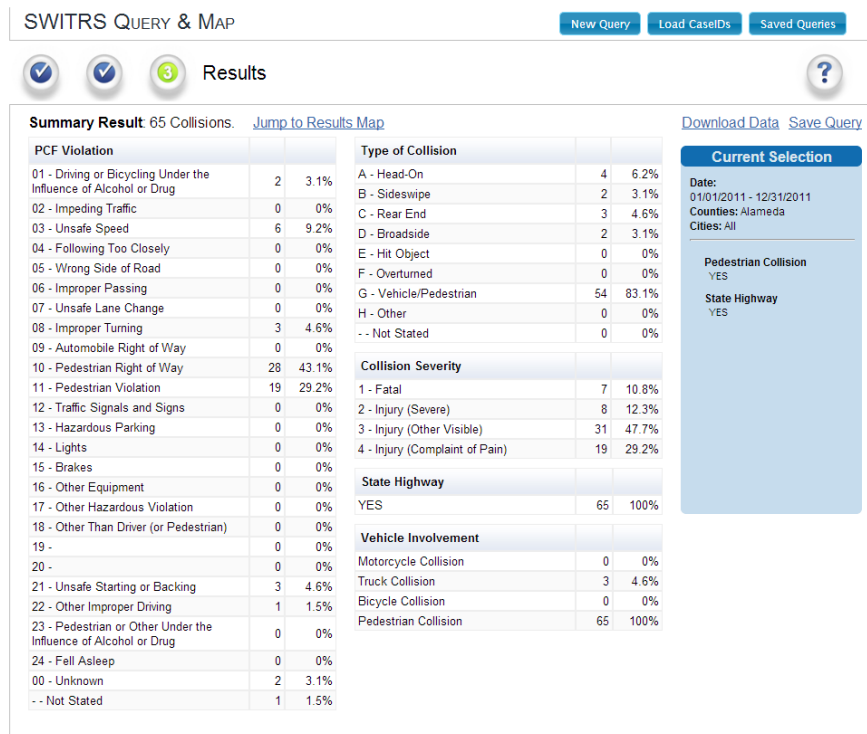 SWITRS QUERY & MAP
New Query
Load CaseIDs
Saved Queries
3
Results
?
Summary Result: 65 Collisions.
Jump to Results Map
Download Data
Save Query
PCF Violation
01 - Driving or Bicycling Under the
Influence of Alcohol or Drug 2 3.1%
02 - Impeding Traffic 0 0%
03 - Unsafe Speed 6 9.2%
04 - Following Too Closely 0 0%
05 - Wrong Side of Road 0 0%
06 - Improper Passing 0 0%
07 - Unsafe Lane Change 0 0%
08 - Improper Turning 3 4.6%
09 - Automobile Right of Way 0 0%
10 - Pedestrian Right of Way 28 43.1%
11 - Pedestrian Violation 19 29.2%
12 - Traffic Signals and Signs 0 0%
13 - Hazardous Parking 0 0%
14 - Lights 0 0%
15 - Brakes 0 0%
16 - Other Equipment 0 0%
17 - Other Hazardous Violation 0 0%
18 - Other Than Driver (or Pedestrian) 0 0%
19 - 0 0%
20 - 0 0%
21 - Unsafe Starting or Backing 3 4.6%
22 - Other Improper Driving 1 1.5%
23 - Pedestrian or Other Under the
Influence of Alcohol or Drug 0 0%
24 - Fell Asleep 0 0%
00 - Unknown 2 3.1%
- - Not Stated 1 1.5%
Type of Collision
A - Head-On 4 6.2%
B - Sideswipe 2 3.1%
C - Rear End 3 4.6%
D - Broadside 2 3.1%
E - Hit Object 0 0%
F - Overturned 0 0%
G - Vehicle/Pedestrian 54 83.1%
H - Other 0 0%
- - Not Stated 0 0%
Collision Severity
1 - Fatal 7 10.8%
2 - Injury (Severe) 8 12.3%
3 - Injury (Other Visible) 31 47.7%
4 - Injury (Complaint of Pain) 19 29.2%
State Highway
YES 65 100%
Vehicle Involvement
Motorcycle Collision 0 0%
Truck Collision 3 4.6%
Bicycle Collision 0 0%
Pedestrian Collision 65 100%
Current Selection
Date:
01/01/2011 - 12/31/2011
Counties: Alameda
Cities: All
Pedestrian Collision
YES
State Highway
YES